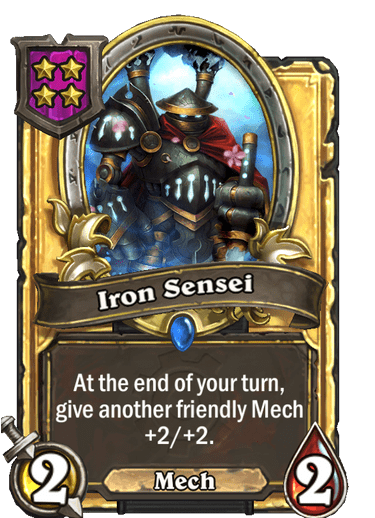 Iron Sensei
At the end of your turn,
give another friendly Mech
+2/+2.
2
Mech
2